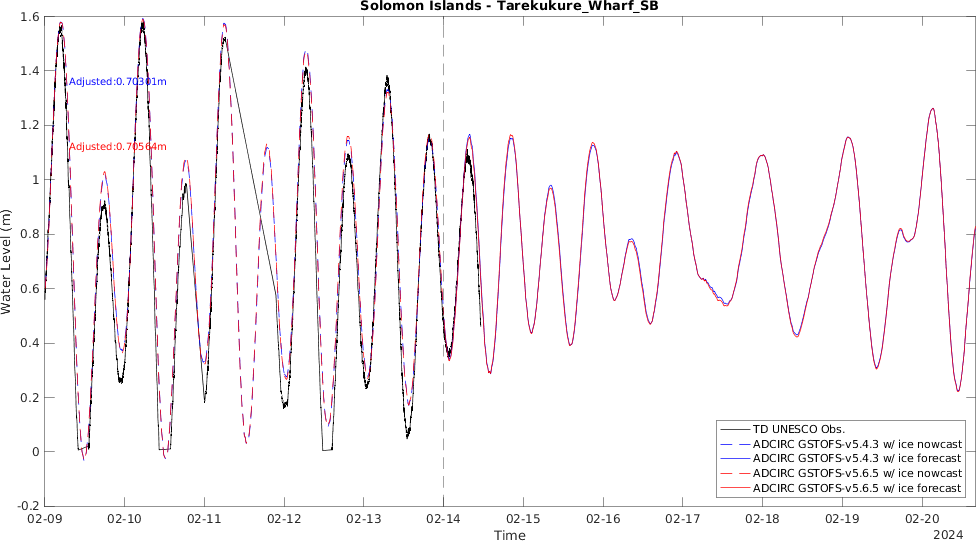 Solomon Islands - Tarekukure_Wharf_SB
1.6
1.4
Adjusted:0.70301m
1.2
Adjusted:0.70564m
1
0.8
Water Level (m)
0.6
0.4
0.2
TD UNESCO Obs.
ADCIRC GSTOFS-v5.4.3 w/ ice nowcast
0
ADCIRC GSTOFS-v5.4.3 w/ ice forecast
ADCIRC GSTOFS-v5.6.5 w/ ice nowcast
ADCIRC GSTOFS-v5.6.5 w/ ice forecast
-0.2
02-09 02-10 02-11 02-12 02-13 02-14 02-15 02-16 02-17 02-18 02-19 02-20
Time 2024